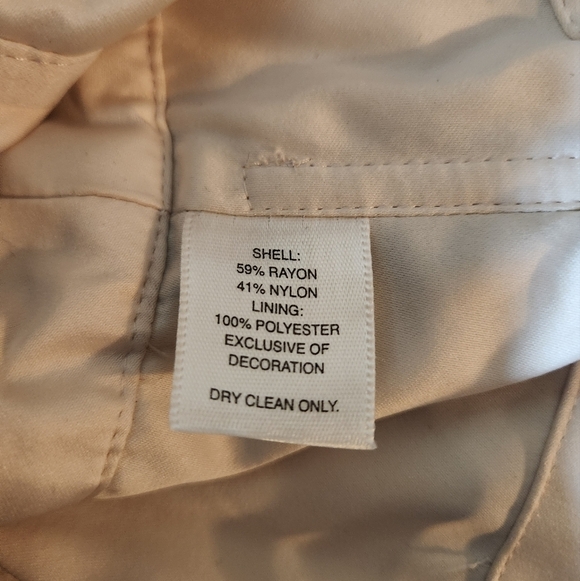 SHELL:
59% RAYON
41% NYLON
LINING:
100% POLYESTER
EXCLUSIVE OF
DECORATION
DRY CLEAN ONLY.